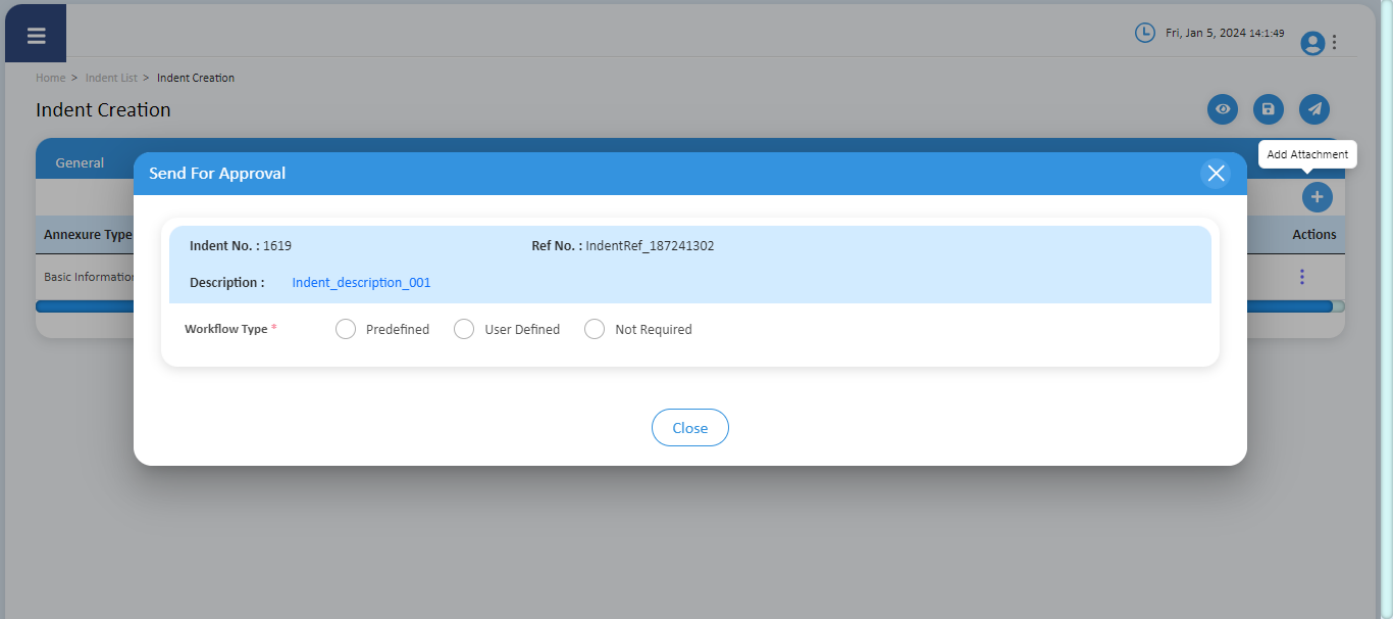 Fri, Jan 5, 2024 14:1:49
Home > Indent List > Indent Creation
Indent Creation
General
Add Attachment
Send For Approval
Annexure Type
Actions
Indent No. : 1619
Ref No. : IndentRef_187241302
Description : Indent_description_001
Basic Information
Workflow Type * Predefined User Defined Not Required
Close